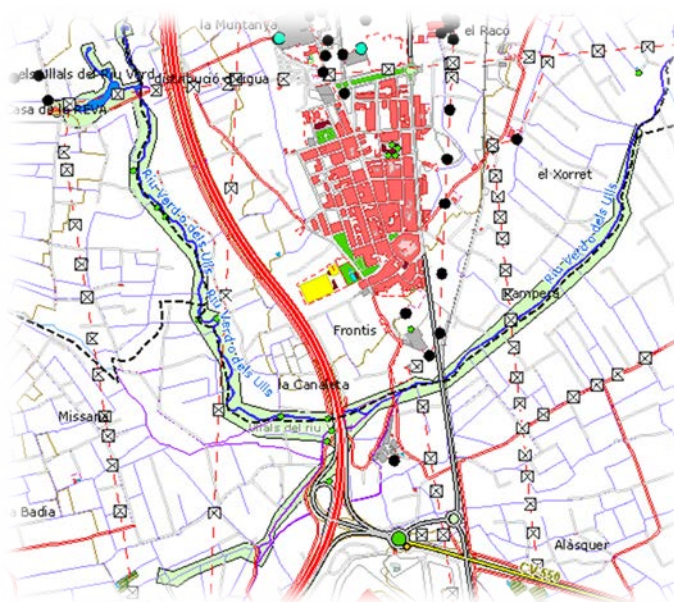 la Muntanya
el Racó
els Ullals del Riu Verd
distribució d'aigua
Casa de la REVA
el Xorret
Riu-Verd-o-dels-Ulls
Riu-Verd-o-dels-Ulls
Rampera
Riu-Verd-o-dels-Ulls
Frontis
la Canaleta
Missana
Ullals del riu
a Badia
Alàsquer
CV-550